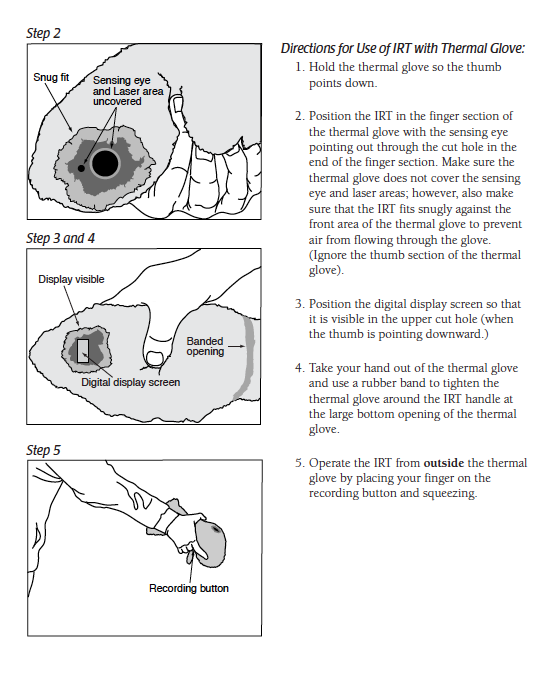 Step 2
Snug fit
Sensing eye
and Laser area
uncovered
Step 3 and 4
Display visible
Banded
opening
Digital display screen
Step 5
Recording button
Directions for Use of IRT with Thermal Glove:
1. Hold the thermal glove so the thumb
points down.
2. Position the IRT in the finger section of
the thermal glove with the sensing eye
pointing out through the cut hole in the
end of the finger section. Make sure the
thermal glove does not cover the sensing
eye and laser areas; however, also make
sure that the IRT fits snugly against the
front area of the thermal glove to prevent
air from flowing through the glove.
(Ignore the thumb section of the thermal
glove).
3. Position the digital display screen so that
it is visible in the upper cut hole (when
the thumb is pointing downward.)
4. Take your hand out of the thermal glove
and use a rubber band to tighten the
thermal glove around the IRT handle at
the large bottom opening of the thermal
glove.
5. Operate the IRT from outside the thermal
glove by placing your finger on the
recording button and squeezing.